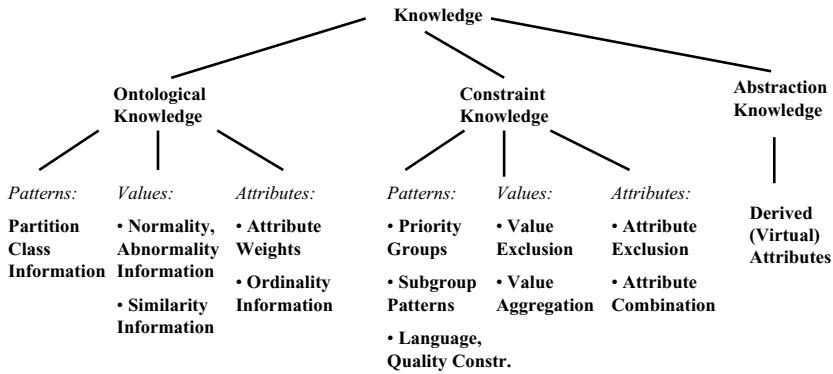 Knowledge
Ontological
Knowledge
Constraint
Knowledge
Abstraction
Knowledge
Patterns:
Partition
Class
Information
Values:
• Normality,
Abnormality
Information
• Similarity
Information
Attributes:
• Attribute
Weights
• Ordinality
Information
Patterns:
• Priority
Groups
• Subgroup
Patterns
• Language,
Quality Constr.
Values:
• Value
Exclusion
• Value
Aggregation
Attributes:
• Attribute
Exclusion
• Attribute
Combination
Derived
(Virtual)
Attributes